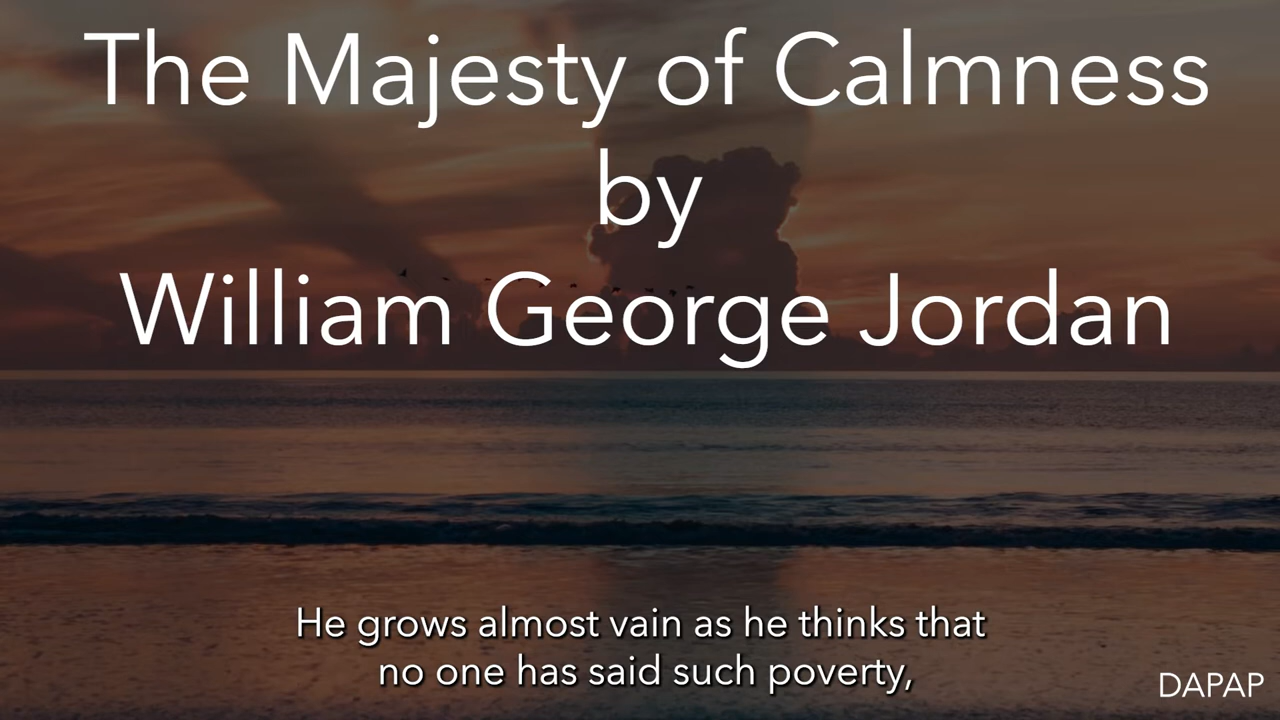 The Majesty of Calmness
by
William George Jordan
He grows almost vain as he thinks that
no one has said such poverty,
DAPAP